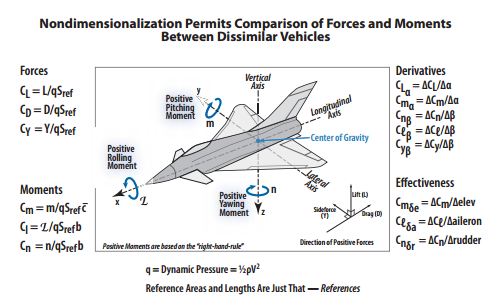 Nondimensionalization Permits Comparison of Forces and Moments
Between Dissimilar Vehicles
Forces
CL = L/qSref
CD = D/qSref
CY = Y/qSref
Moments
Cm = m/qSref c̄
Cl = ℒ/qSref b
Cn = n/qSref b
Vertical
Axis
Longitudinal
Axis
y
Positive
Pitching
Moment
m
Center of Gravity
Positive
Rolling
Moment
Lateral
Axis
x
ℒ
Positive
Yawing
Moment
n
z
Lift (L)
Sideforce
(Y)
Drag (D)
Positive Moments are based on the "right-hand-rule"
Direction of Positive Forces
Derivatives
CLα = ΔCL/Δα
Cmα = ΔCm/Δα
Cnβ = ΔCn/Δβ
Cℓβ = ΔCℓ/Δβ
Cyβ = ΔCy/Δβ
Effectiveness
Cmδe = ΔCm/Δelev
Cℓδa = ΔCℓ/Δaileron
Cnδr = ΔCn/Δrudder
q = Dynamic Pressure = ½ρV²
Reference Areas and Lengths Are Just That — References